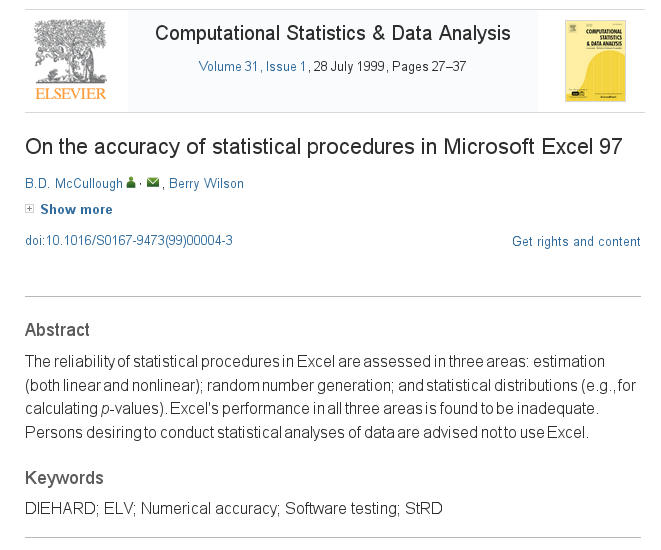 Computational Statistics & Data Analysis
Volume 31, Issue 1, 28 July 1999, Pages 27–37
ELSEVIER
COMPUTATIONAL
STATISTICS
& DATA ANALYSIS
On the accuracy of statistical procedures in Microsoft Excel 97
B.D. McCullough · , Berry Wilson
Show more
doi:10.1016/S0167-9473(99)00004-3
Get rights and content
Abstract
The reliability of statistical procedures in Excel are assessed in three areas: estimation
(both linear and nonlinear); random number generation; and statistical distributions (e.g., for
calculating p-values). Excel's performance in all three areas is found to be inadequate.
Persons desiring to conduct statistical analyses of data are advised not to use Excel.
Keywords
DIEHARD; ELV; Numerical accuracy; Software testing; StRD